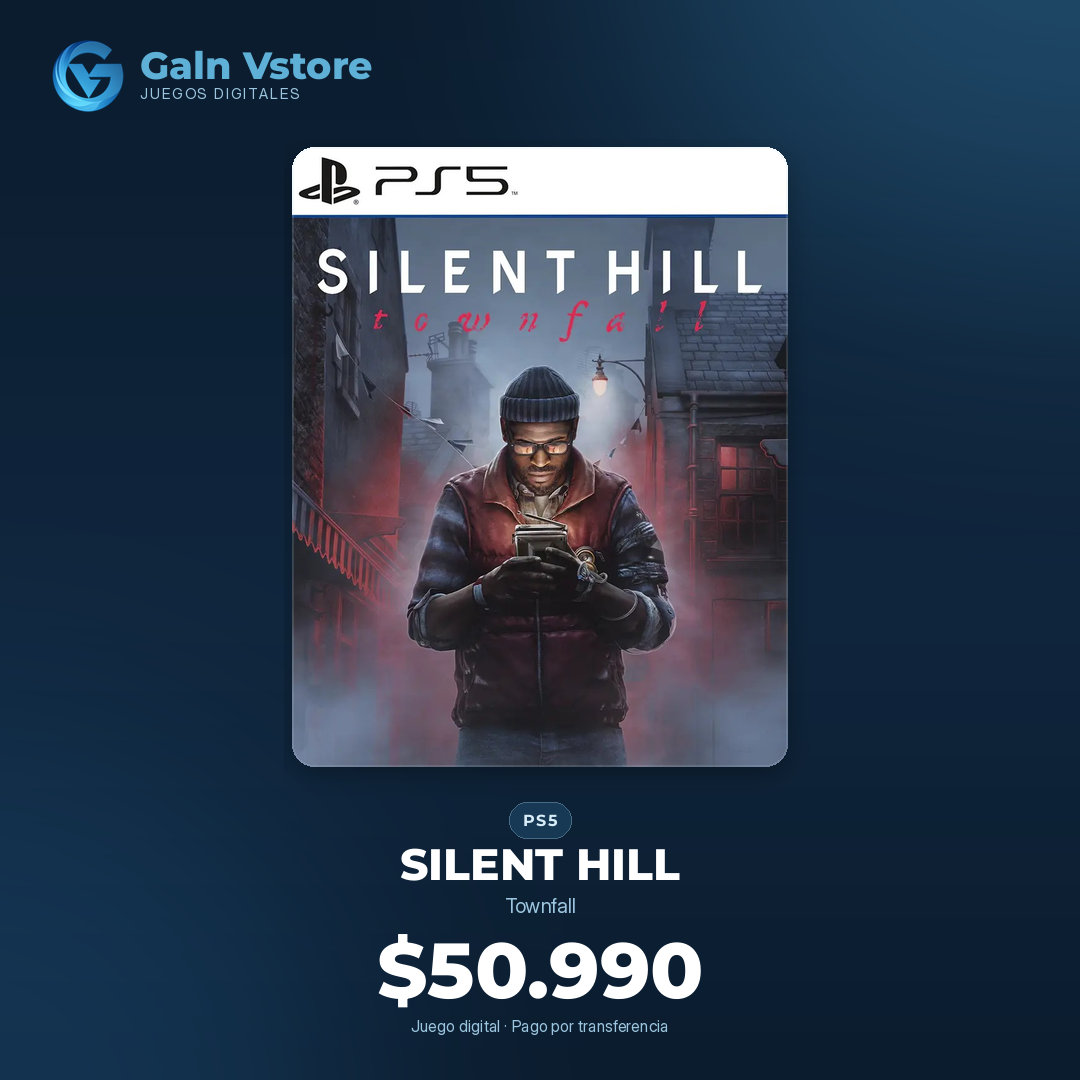 Galn Vstore
JUEGOS DIGITALES
PS5
SILENT HILL
townfall
PS5
SILENT HILL
Townfall
$50.990
Juego digital · Pago por transferencia